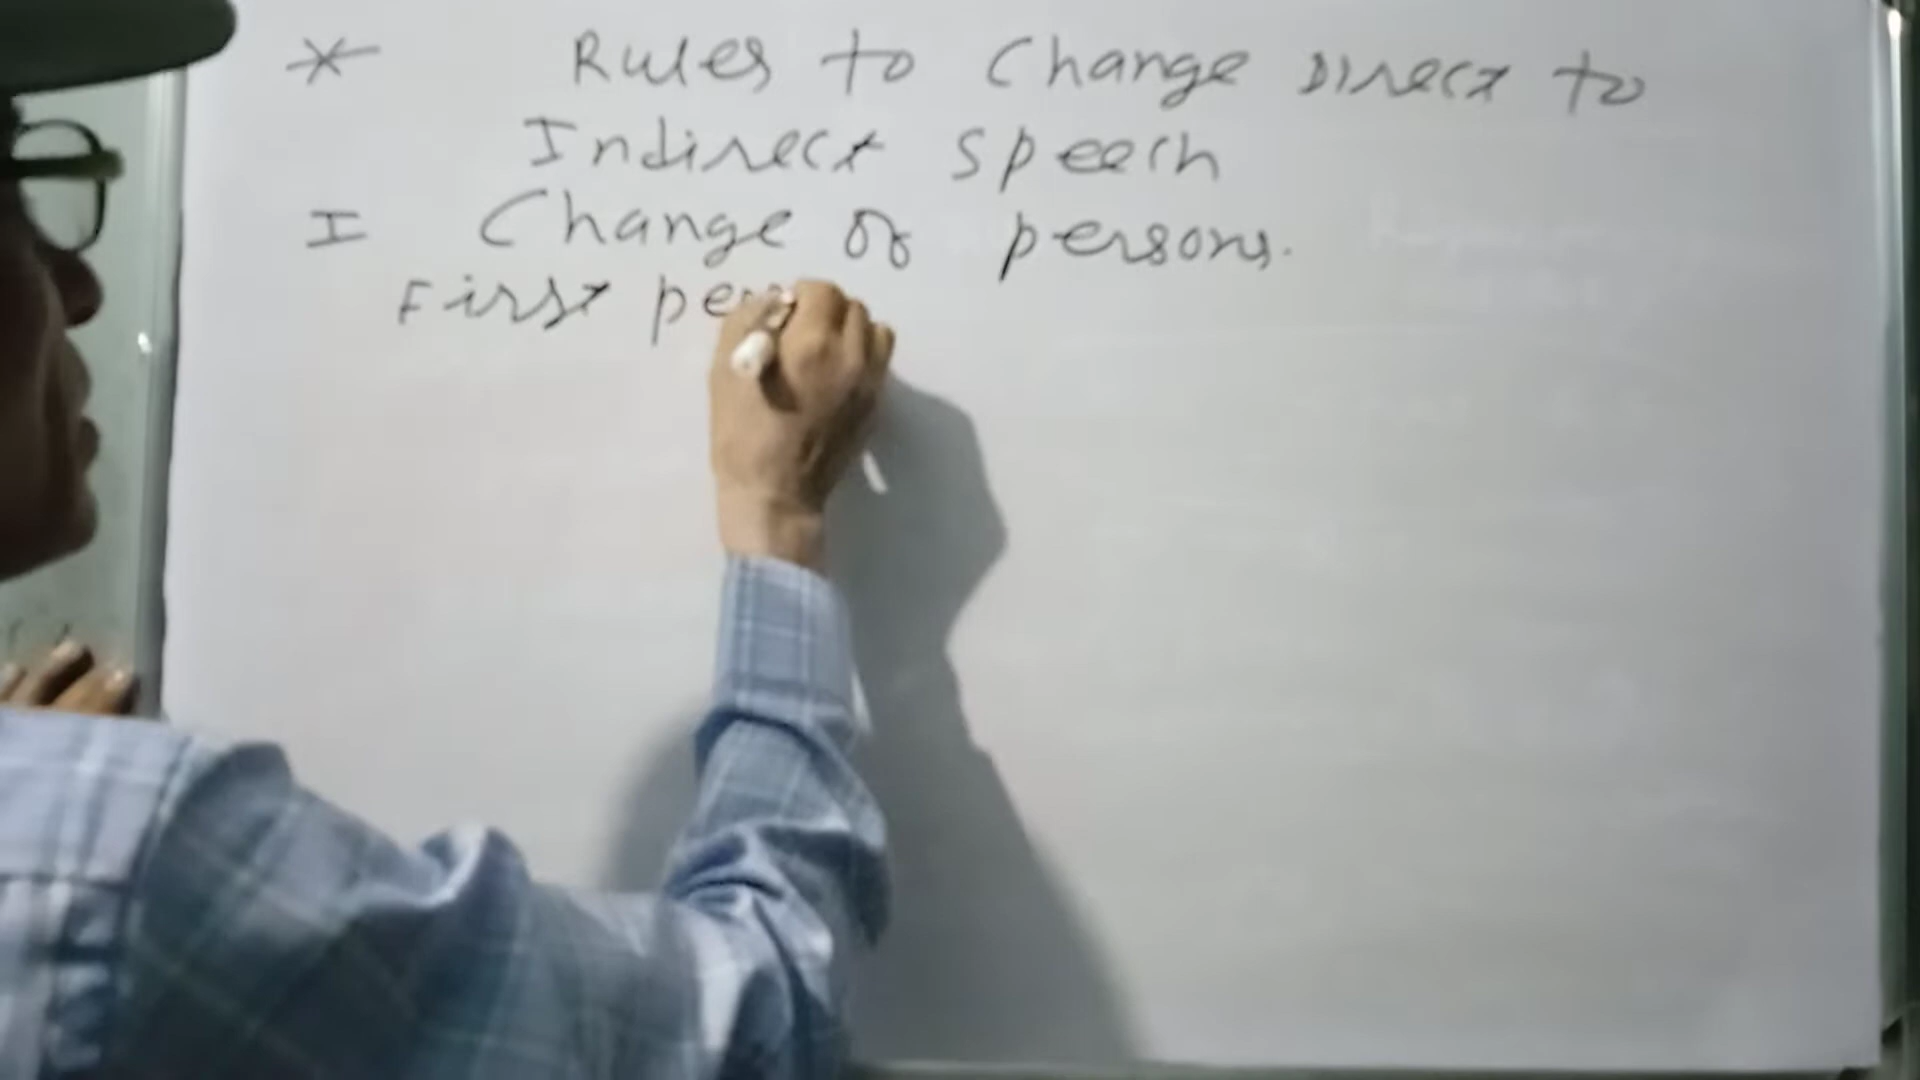 * Rules to Change Direct to
Indirect speech
I Change of persons.
First pers